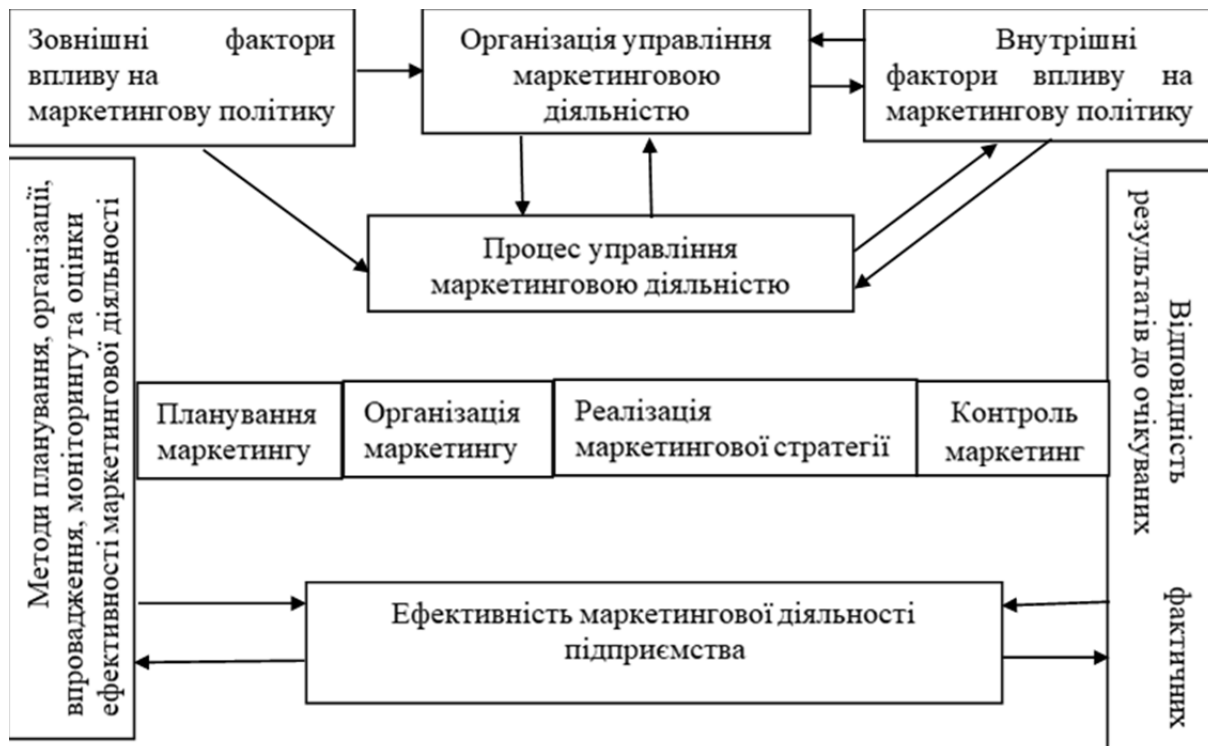 Зовнішні фактори
впливу на
маркетингову політику
Організація управління
маркетинговою
діяльністю
Внутрішні
фактори впливу на
маркетингову політику
Процес управління
маркетинговою діяльністю
Методи планування, організації,
впровадження, моніторингу та оцінки
ефективності маркетингової діяльності
Планування
маркетингу
Організація
маркетингу
Реалізація
маркетингової стратегії
Контроль
маркетинг
Відповідність фактичних
результатів до очікуваних
Ефективність маркетингової діяльності
підприємства